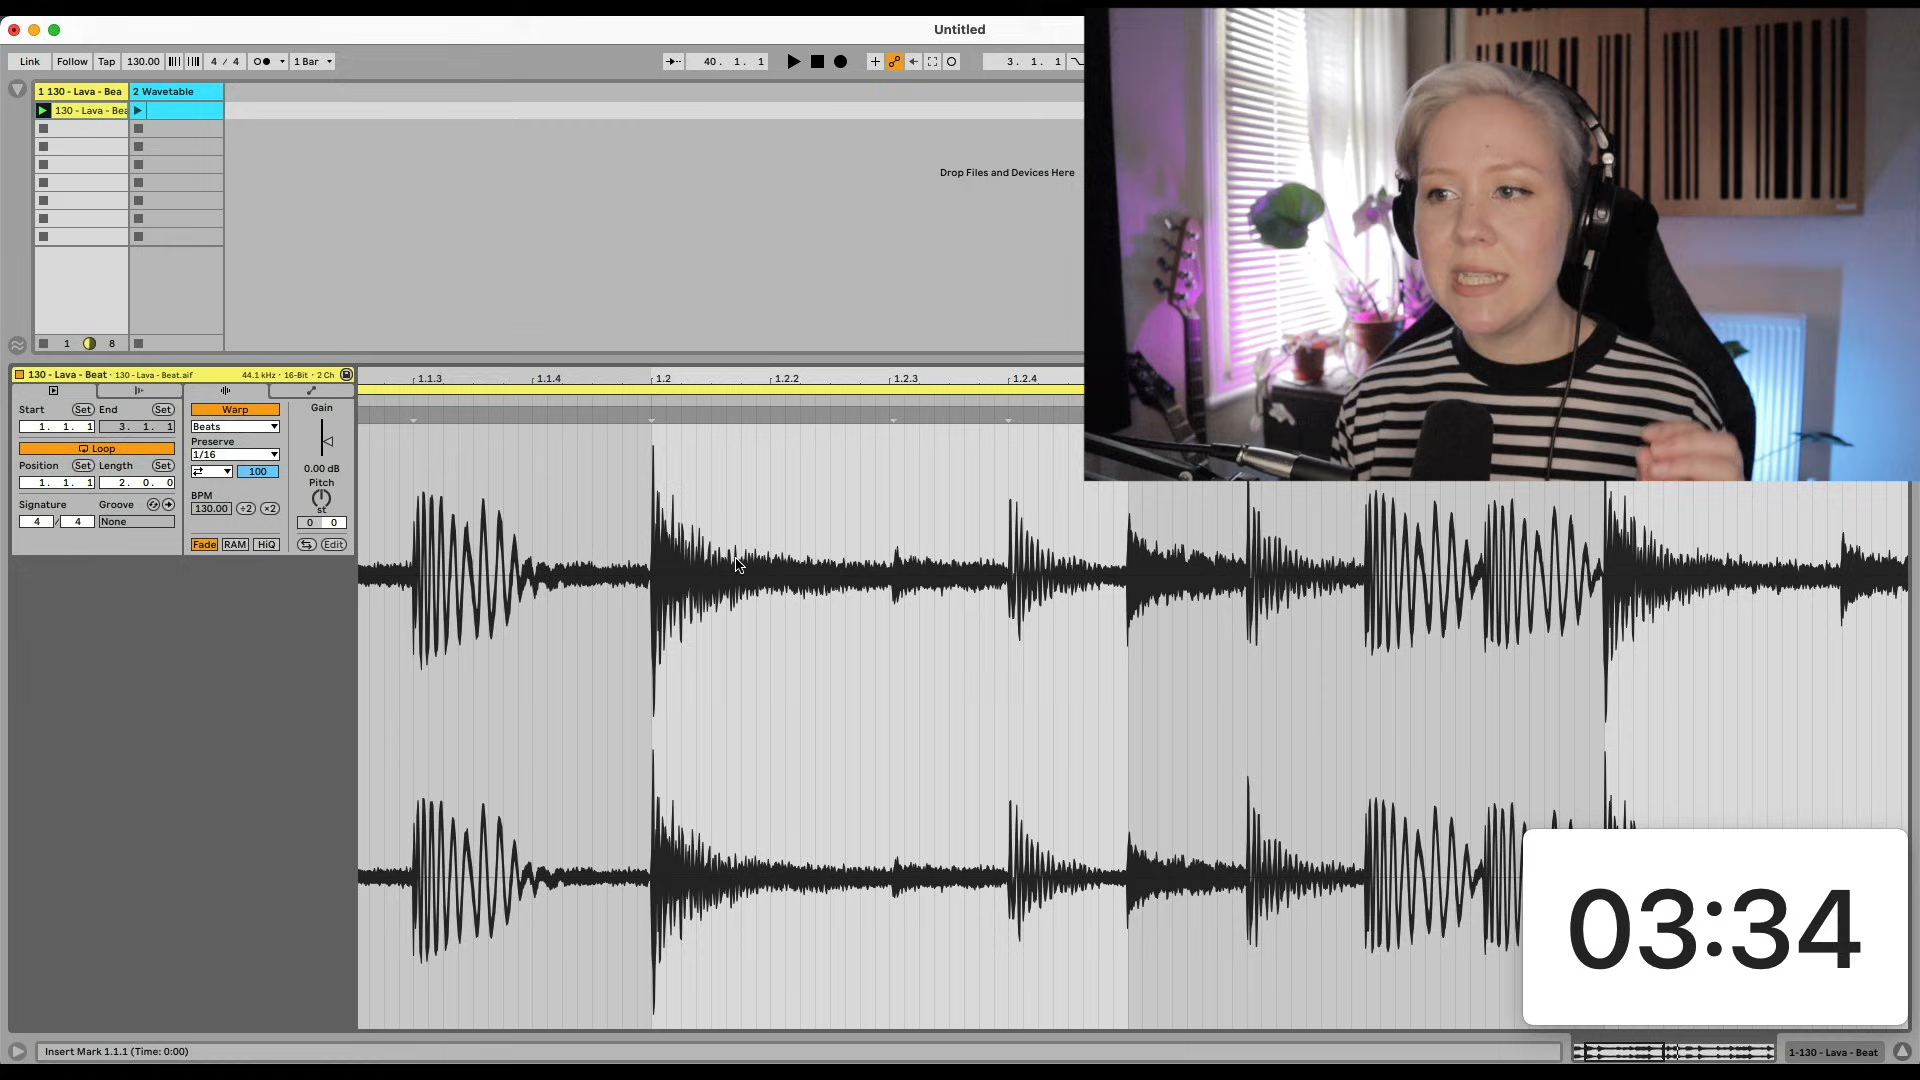 Untitled
Link Follow Tap 130.00 4 / 4 1 Bar 40. 1. 1 3. 1. 1
1 130 - Lava - Bea 2 Wavetable
130 - Lava - Bea
Drop Files and Devices Here
1 8
130 - Lava - Beat · 130 - Lava - Beat.aif 44.1 kHz · 16-Bit · 2 Ch
1.1.3 1.1.4 1.2 1.2.2 1.2.3 1.2.4
Start Set End Set Warp Gain
1. 1. 1 3. 1. 1 Beats
Loop Preserve
1/16
Position Set Length Set 0.00 dB
1. 1. 1 2. 0. 0 100 Pitch
Signature Groove BPM st
4 / 4 None 130.00 ÷2 ×2 0 0
Fade RAM HiQ Edit
03:34
Insert Mark 1.1.1 (Time: 0:00) 1-130 - Lava - Beat